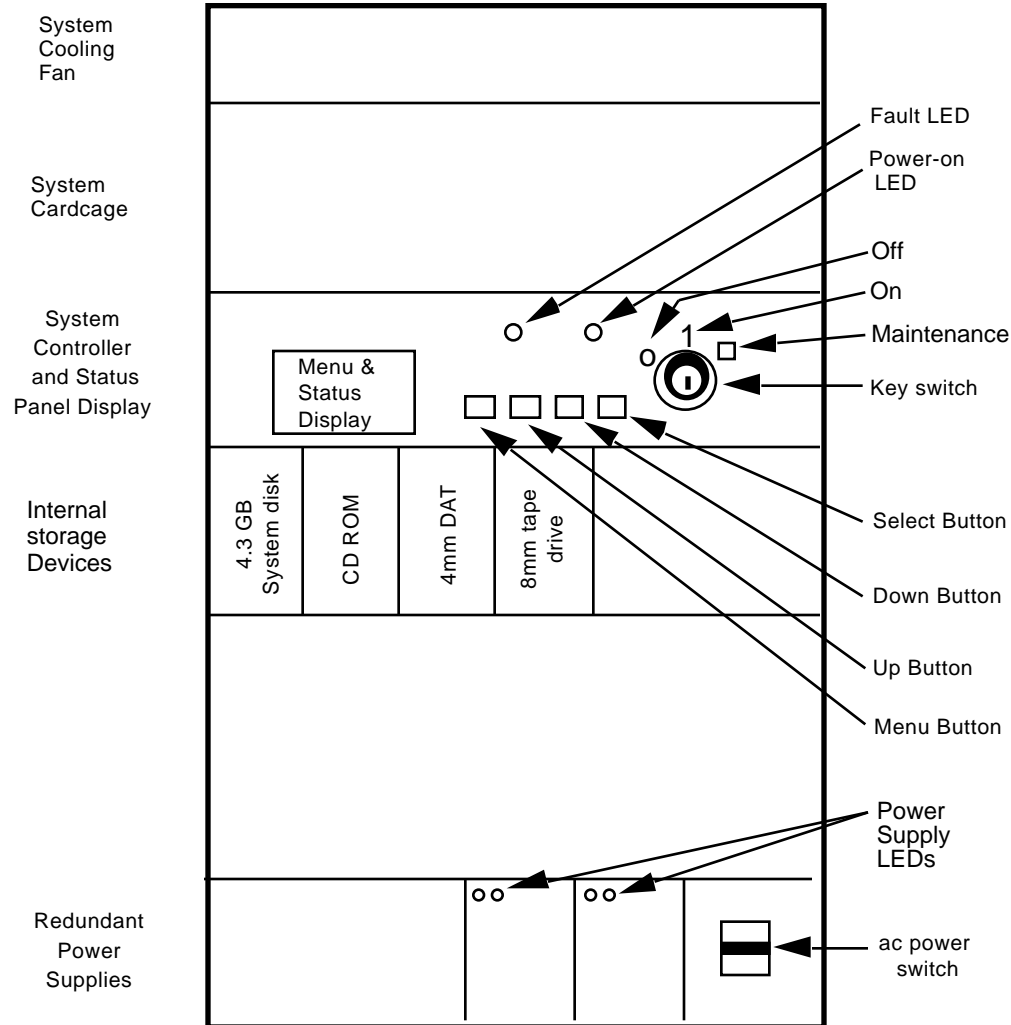 System
Cooling
Fan
Fault LED
Power-on
LED
System
Cardcage
Off
On
Maintenance
Key switch
o
1
System
Controller
and Status
Panel Display
Menu &
Status
Display
Internal
storage
Devices
4.3 GB
System disk
CD ROM
4mm DAT
8mm tape
drive
Select Button
Down Button
Up Button
Menu Button
Power
Supply
LEDs
Redundant
Power
Supplies
ac power
switch